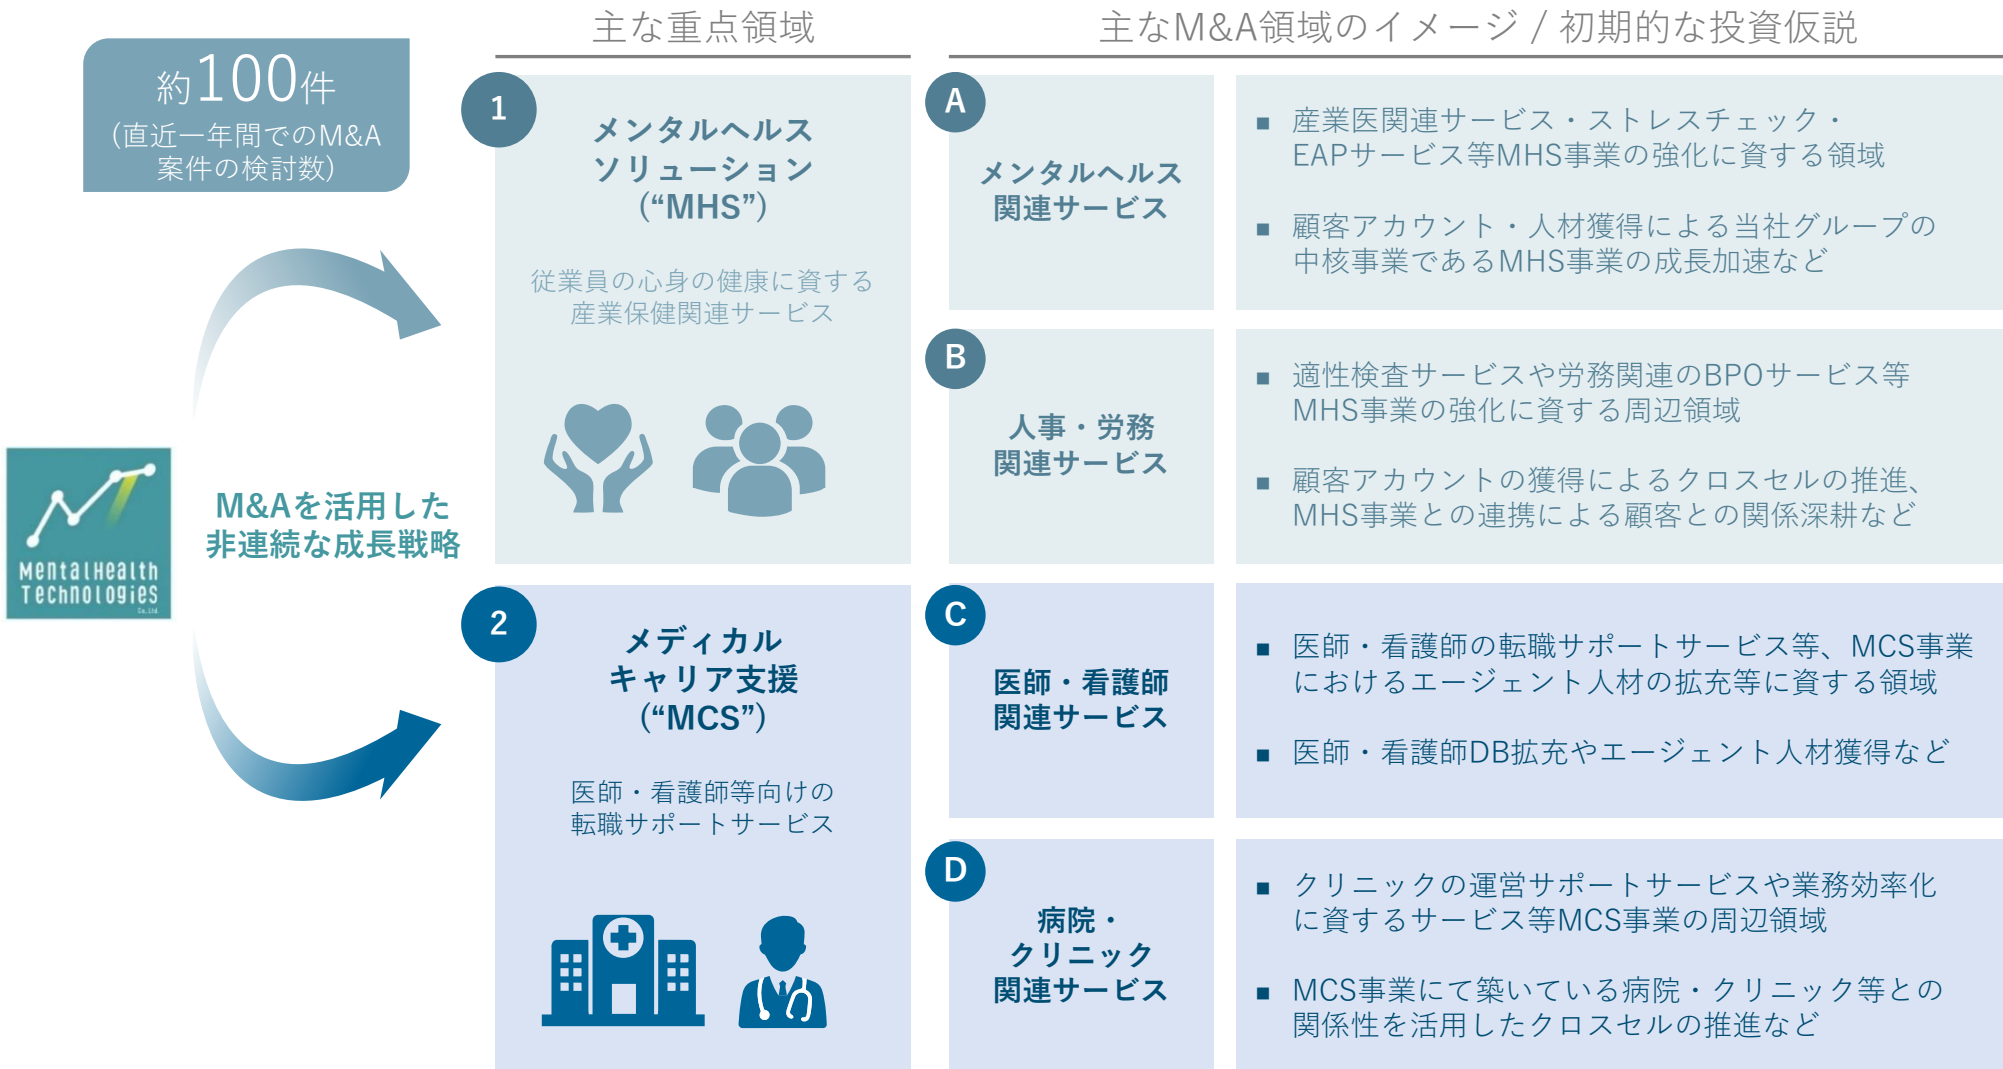 主な重点領域
主なM&A領域のイメージ / 初期的な投資仮説
約100件
(直近一年間でのM&A
案件の検討数)
MentalHealth
Technologies
Co.,Ltd.
M&Aを活用した
非連続な成長戦略
1
メンタルヘルス
ソリューション
(“MHS”)
従業員の心身の健康に資する
産業保健関連サービス
A
メンタルヘルス
関連サービス
■ 産業医関連サービス・ストレスチェック・
EAPサービス等MHS事業の強化に資する領域
■ 顧客アカウント・人材獲得による当社グループの
中核事業であるMHS事業の成長加速など
B
人事・労務
関連サービス
■ 適性検査サービスや労務関連のBPOサービス等
MHS事業の強化に資する周辺領域
■ 顧客アカウントの獲得によるクロスセルの推進、
MHS事業との連携による顧客との関係深耕など
2
メディカル
キャリア支援
(“MCS”)
医師・看護師等向けの
転職サポートサービス
C
医師・看護師
関連サービス
■ 医師・看護師の転職サポートサービス等、MCS事業
におけるエージェント人材の拡充等に資する領域
■ 医師・看護師DB拡充やエージェント人材獲得など
D
病院・
クリニック
関連サービス
■ クリニックの運営サポートサービスや業務効率化
に資するサービス等MCS事業の周辺領域
■ MCS事業にて築いている病院・クリニック等との
関係性を活用したクロスセルの推進など